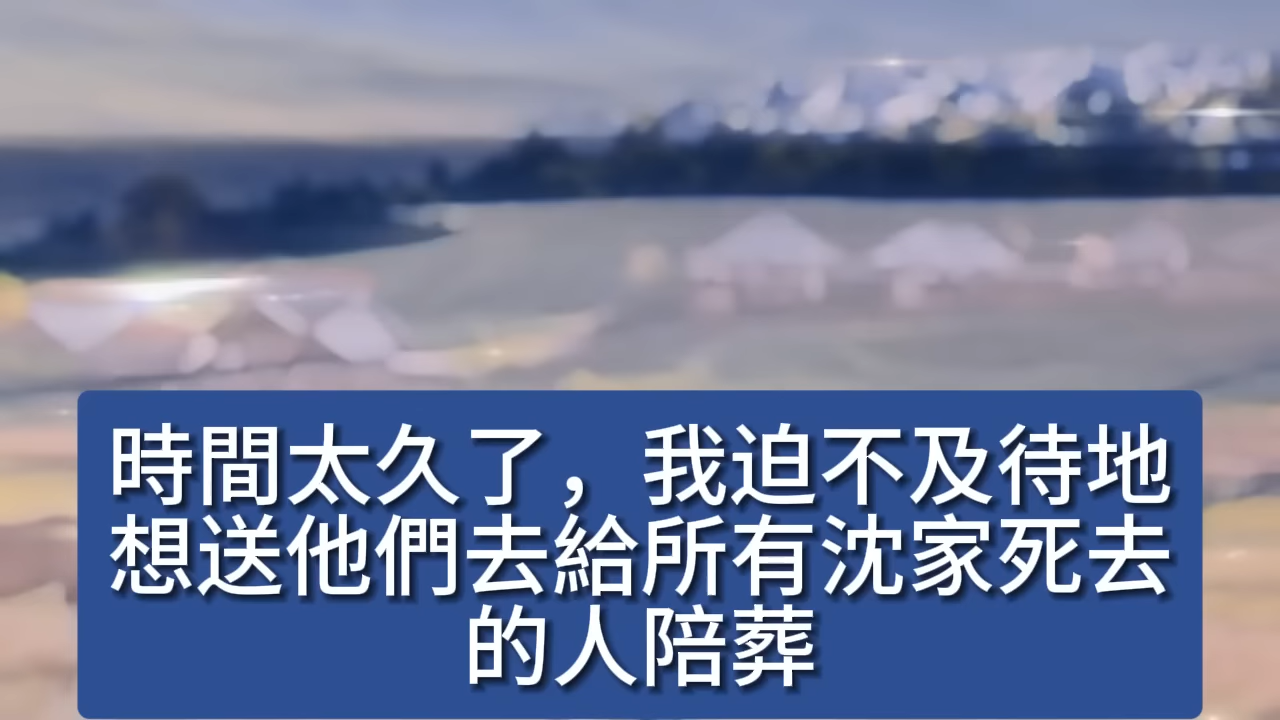 時間太久了，我迫不及待地
想送他們去給所有沈家死去
的人陪葬